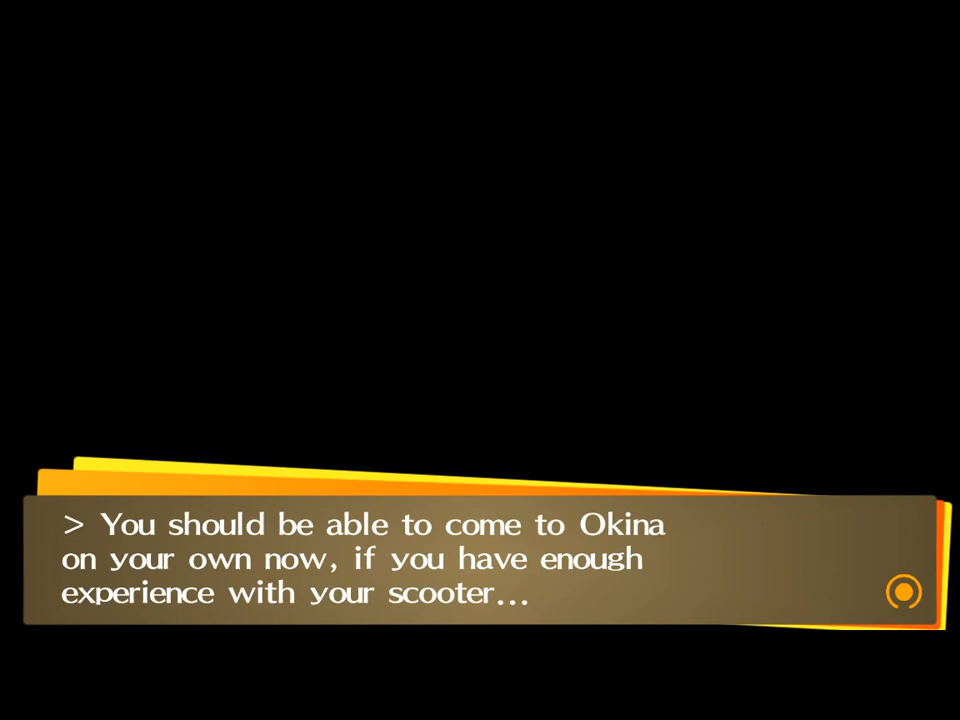 > You should be able to come to Okina
on your own now, if you have enough
experience with your scooter...